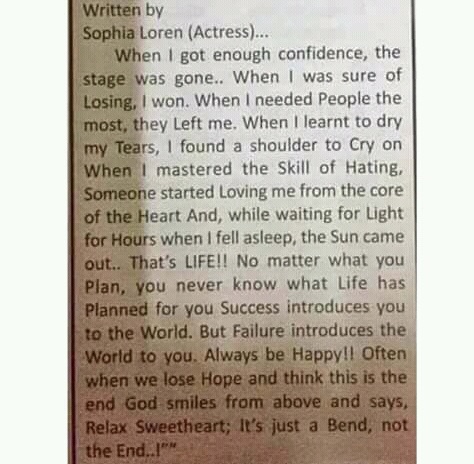 Written by
Sophia Loren (Actress)...
When I got enough confidence, the
stage was gone.. When I was sure of
Losing, I won. When I needed People the
most, they Left me. When I learnt to dry
my Tears, I found a shoulder to Cry on
When I mastered the Skill of Hating,
Someone started Loving me from the core
of the Heart And, while waiting for Light
for Hours when I fell asleep, the Sun came
out.. That's LIFE!! No matter what you
Plan, you never know what Life has
Planned for you Success introduces you
to the World. But Failure introduces the
World to you. Always be Happy!! Often
when we lose Hope and think this is the
end God smiles from above and says,
Relax Sweetheart; It's just a Bend, not
the End..!""